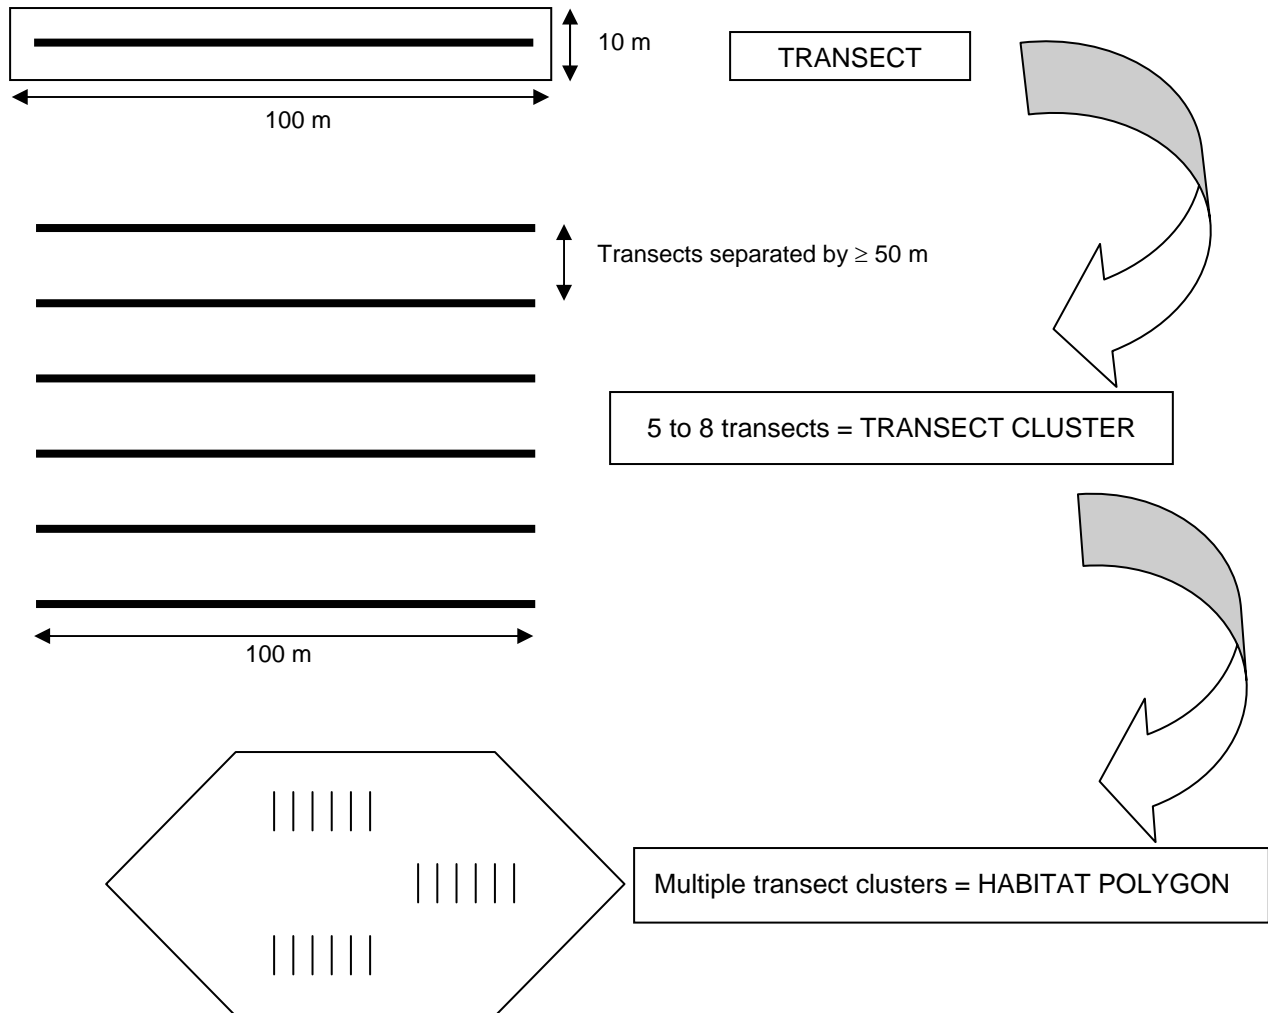 10 m
TRANSECT
100 m
Transects separated by ≥ 50 m
5 to 8 transects = TRANSECT CLUSTER
100 m
Multiple transect clusters = HABITAT POLYGON